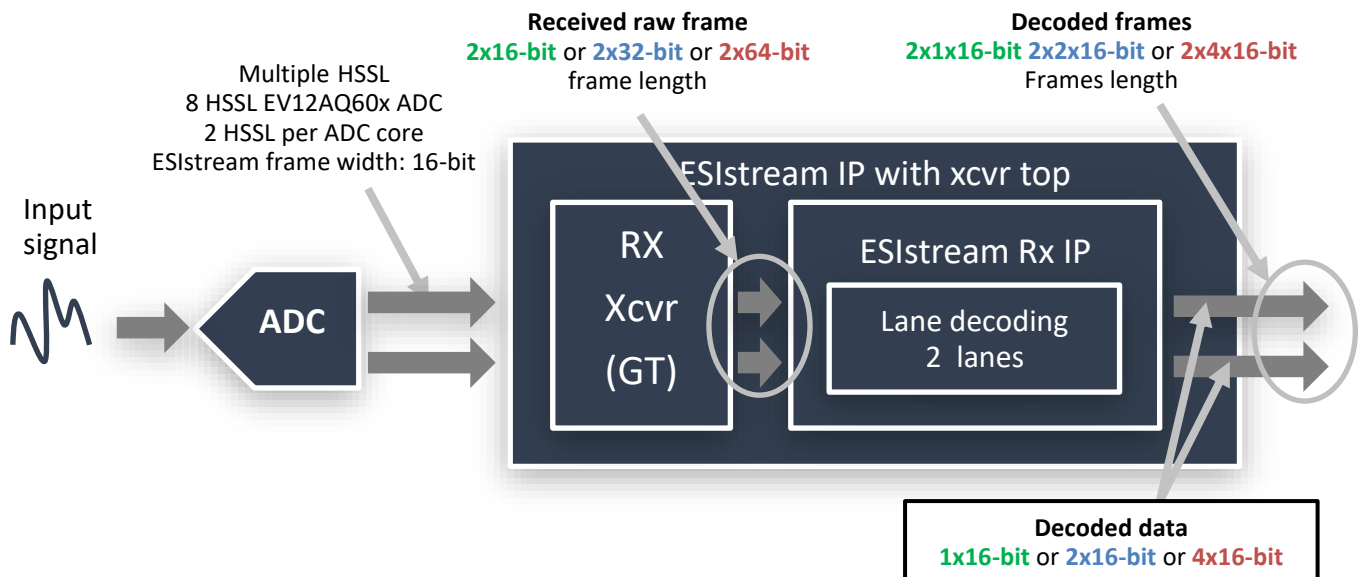 Received raw frame
2x16-bit or 2x32-bit or 2x64-bit
frame length
Decoded frames
2x1x16-bit 2x2x16-bit or 2x4x16-bit
Frames length
Multiple HSSL
8 HSSL EV12AQ60x ADC
2 HSSL per ADC core
ESIstream frame width: 16-bit
Input
signal
ADC
ESIstream IP with xcvr top
RX
Xcvr
(GT)
ESIstream Rx IP
Lane decoding
2 lanes
Decoded data
1x16-bit or 2x16-bit or 4x16-bit